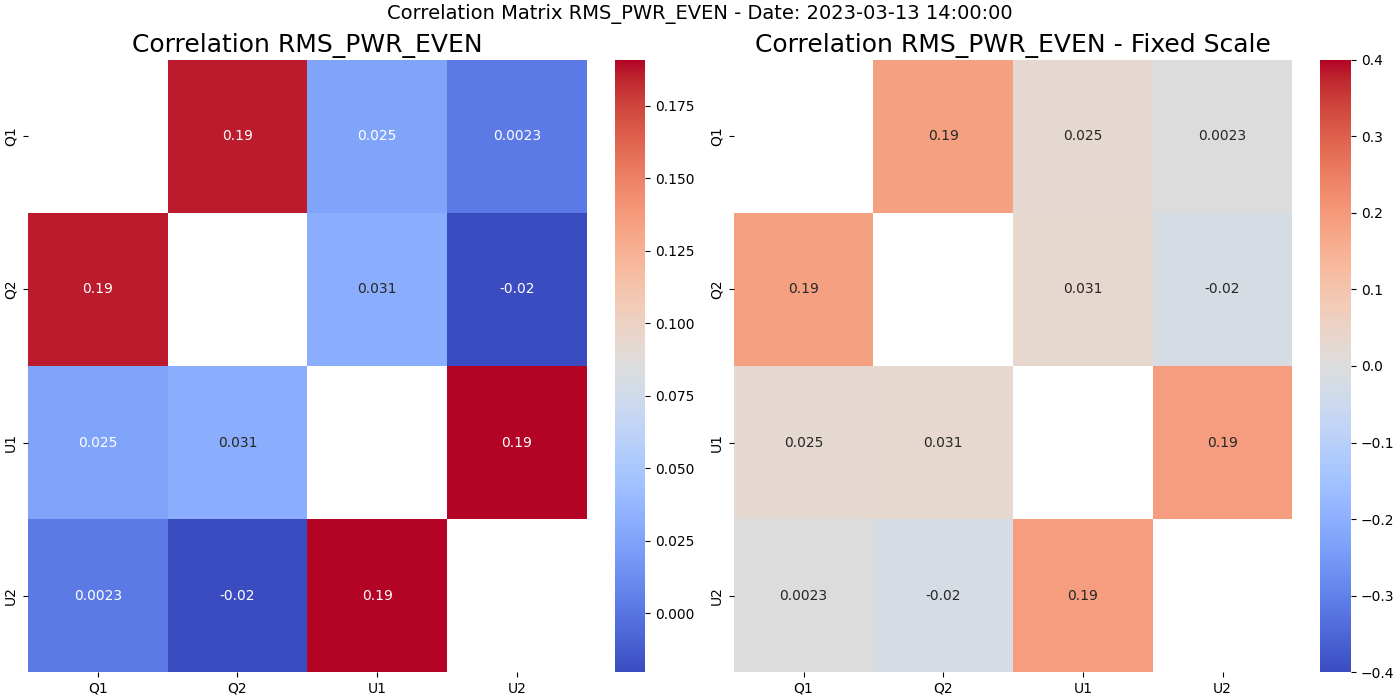 Correlation Matrix RMS_PWR_EVEN - Date: 2023-03-13 14:00:00
Correlation RMS_PWR_EVEN
Q1
0.19
0.025
0.0023
Q2
0.19
0.031
-0.02
U1
0.025
0.031
0.19
U2
0.0023
-0.02
0.19
Q1
Q2
U1
U2
0.175
0.150
0.125
0.100
0.075
0.050
0.025
0.000
Correlation RMS_PWR_EVEN - Fixed Scale
Q1
0.19
0.025
0.0023
Q2
0.19
0.031
-0.02
U1
0.025
0.031
0.19
U2
0.0023
-0.02
0.19
Q1
Q2
U1
U2
0.4
0.3
0.2
0.1
0.0
−0.1
−0.2
−0.3
−0.4